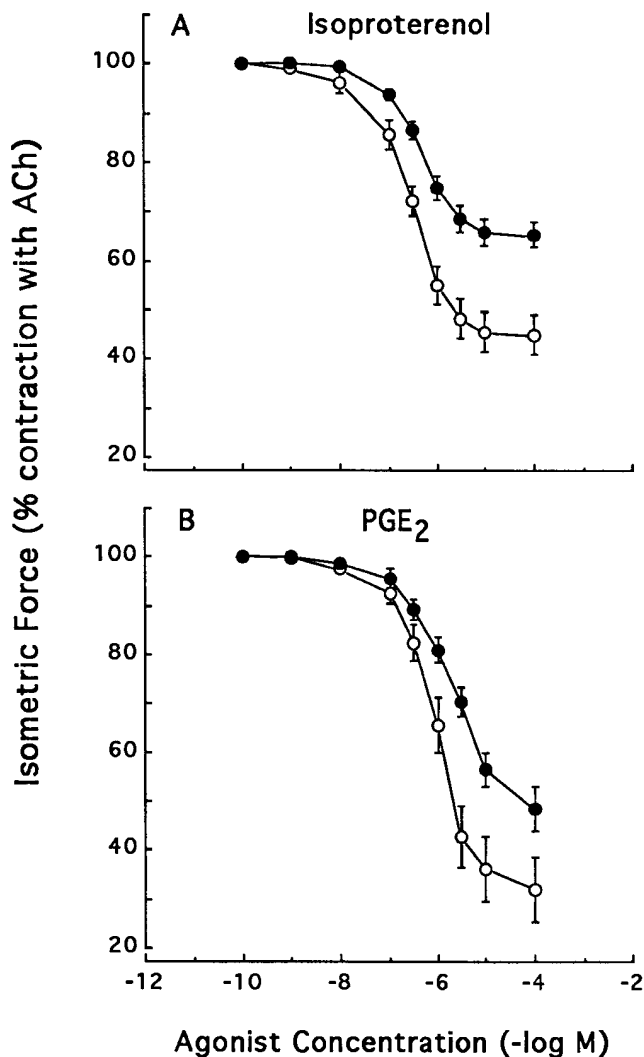 A
Isoproterenol
100
80
60
40
20
B
PGE2
100
80
60
40
20
-12
-10
-8
-6
-4
-2
Isometric Force (% contraction with ACh)
Agonist Concentration (-log M)